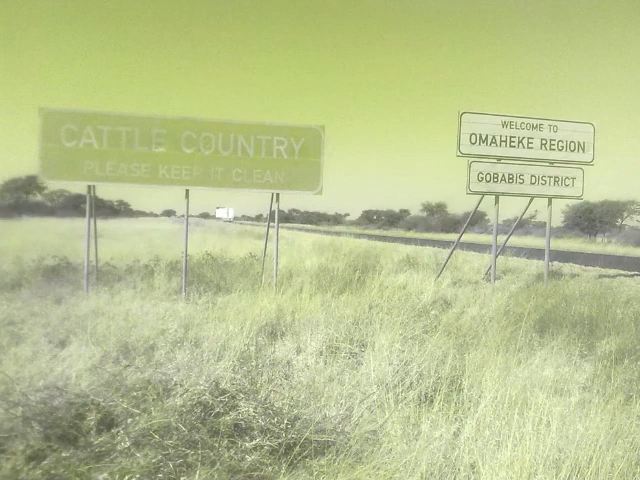 CATTLE COUNTRY
PLEASE KEEP IT CLEAN
WELCOME TO
OMAHEKE REGION
GOBABIS DISTRICT